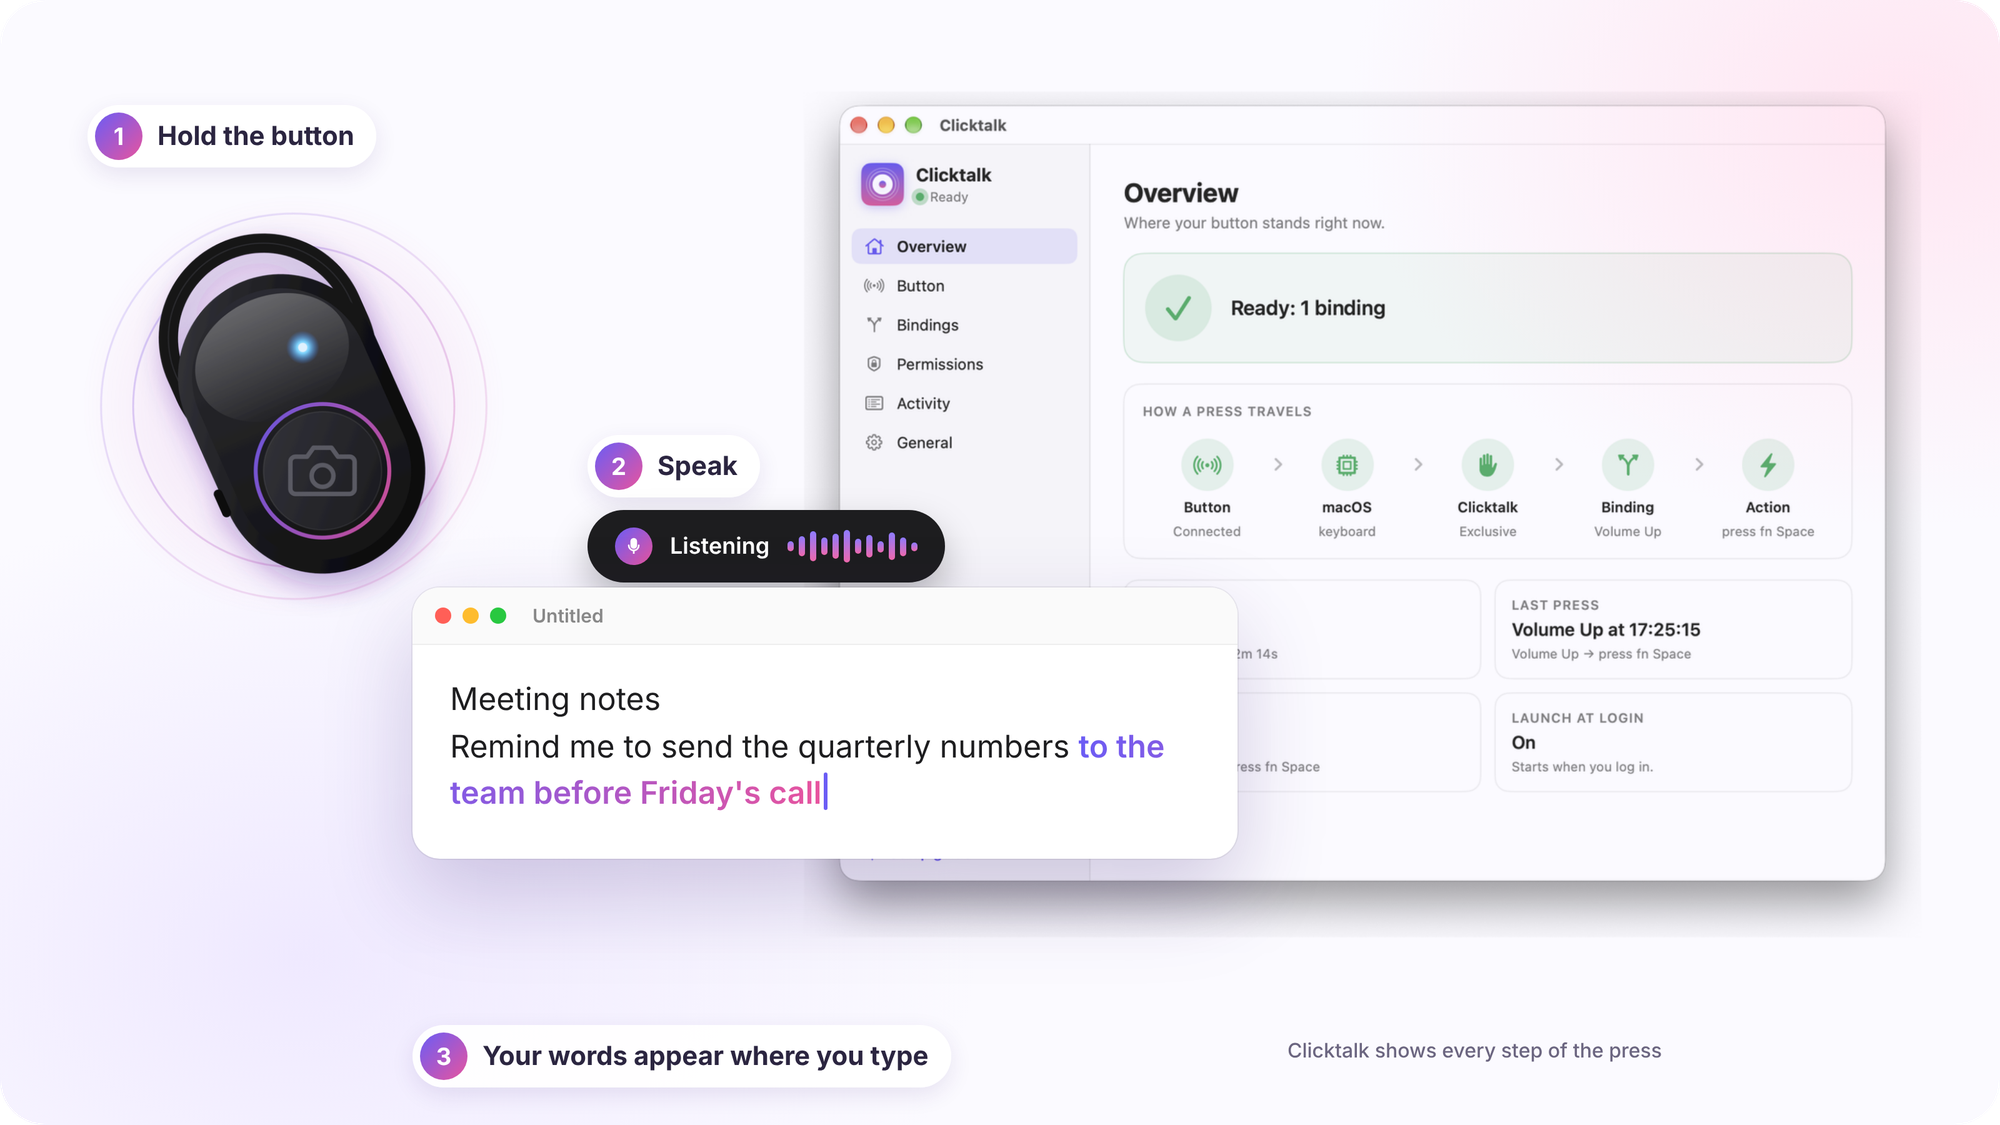 1 Hold the button
2 Speak
Listening
Untitled
Meeting notes
Remind me to send the quarterly numbers to the
team before Friday's call
3 Your words appear where you type
Clicktalk
Clicktalk
Ready
Overview
Button
Bindings
Permissions
Activity
General
Overview
Where your button stands right now.
Ready: 1 binding
HOW A PRESS TRAVELS
Button
Connected
macOS
keyboard
Clicktalk
Exclusive
Binding
Volume Up
Action
press fn Space
2m 14s
LAST PRESS
Volume Up at 17:25:15
Volume Up → press fn Space
fn Space
LAUNCH AT LOGIN
On
Starts when you log in.
Clicktalk shows every step of the press